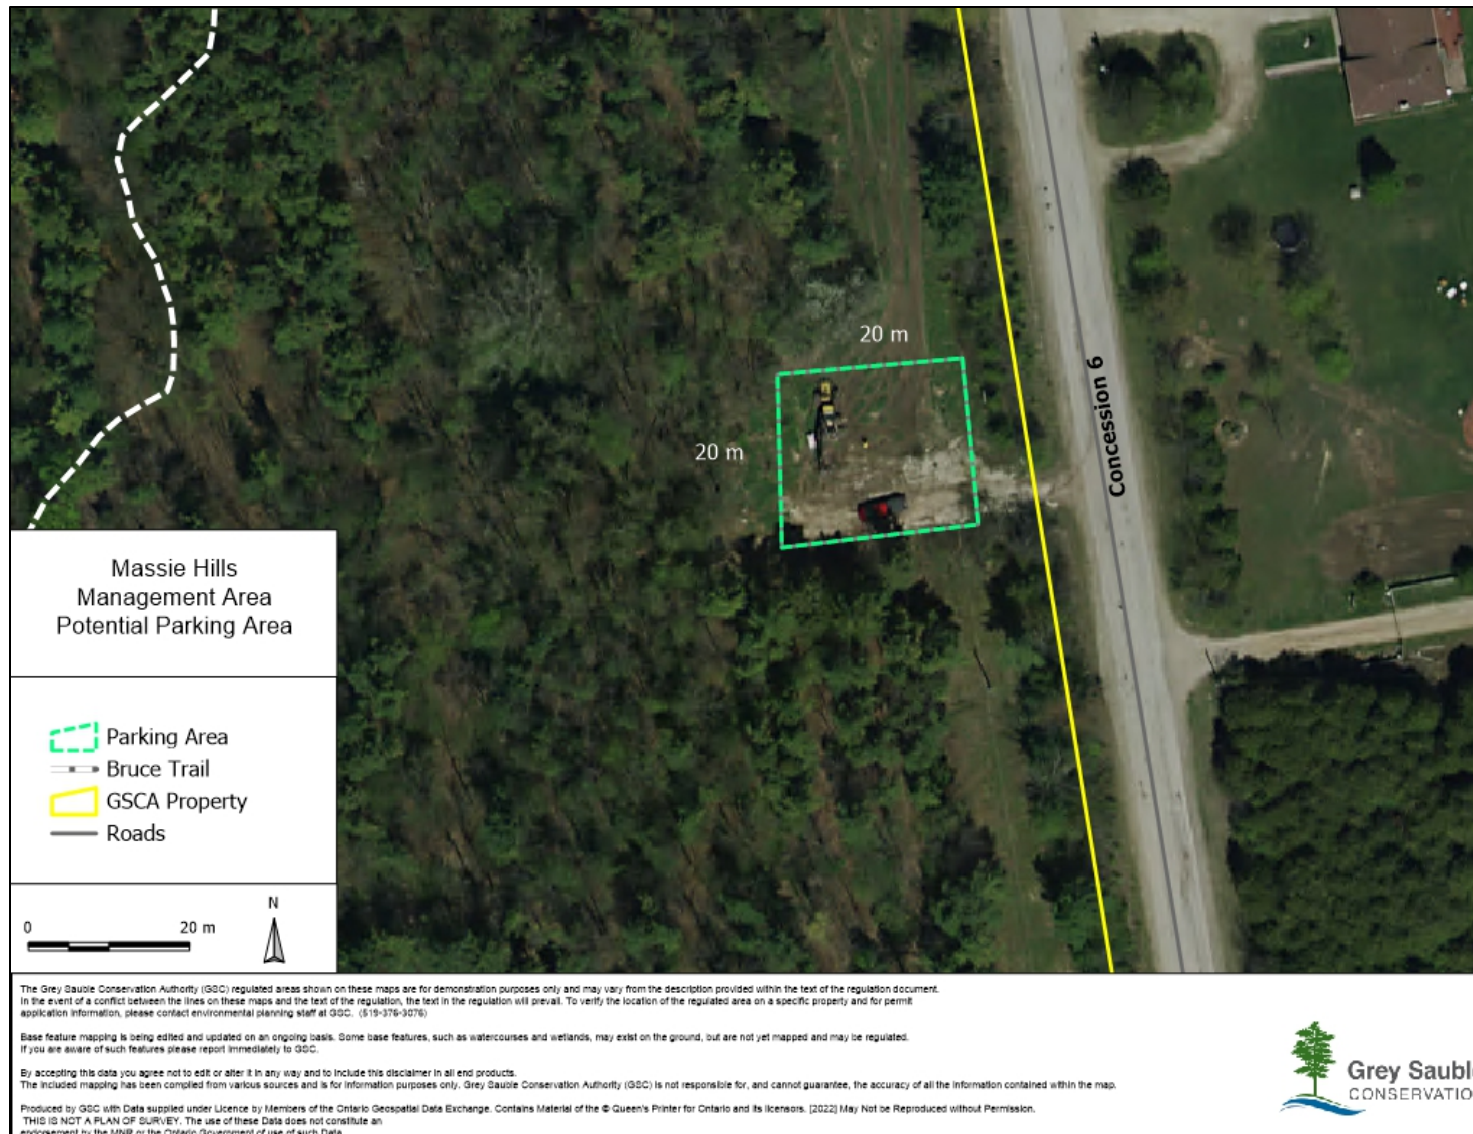 20 m
20 m
Concession 6
Massie Hills
Management Area
Potential Parking Area
Parking Area
Bruce Trail
GSCA Property
Roads
N
0 20 m
The Grey Sauble Conservation Authority (GSC) regulated areas shown on these maps are for demonstration purposes only and may vary from the description provided within the text of the regulation document.
In the event of a conflict between the lines on these maps and the text of the regulation, the text in the regulation will prevail. To verify the location of the regulated area on a specific property and for permit
application information, please contact environmental planning staff at GSC. (519-376-3076)
Base feature mapping is being edited and updated on an ongoing basis. Some base features, such as watercourses and wetlands, may exist on the ground, but are not yet mapped and may be regulated.
If you are aware of such features please report immediately to GSC.
By accepting this data you agree not to edit or alter it in any way and to include this disclaimer in all end products.
The included mapping has been compiled from various sources and is for information purposes only. Grey Sauble Conservation Authority (GSC) is not responsible for, and cannot guarantee, the accuracy of all the information contained within the map.
Produced by GSC with Data supplied under Licence by Members of the Ontario Geospatial Data Exchange. Contains Material of the © Queen's Printer for Ontario and its licensors. [2022] May Not be Reproduced without Permission.
THIS IS NOT A PLAN OF SURVEY. The use of these Data does not constitute an
endorsement by the MNR or the Ontario Government of use of such Data.
Grey Saubl
CONSERVATIO